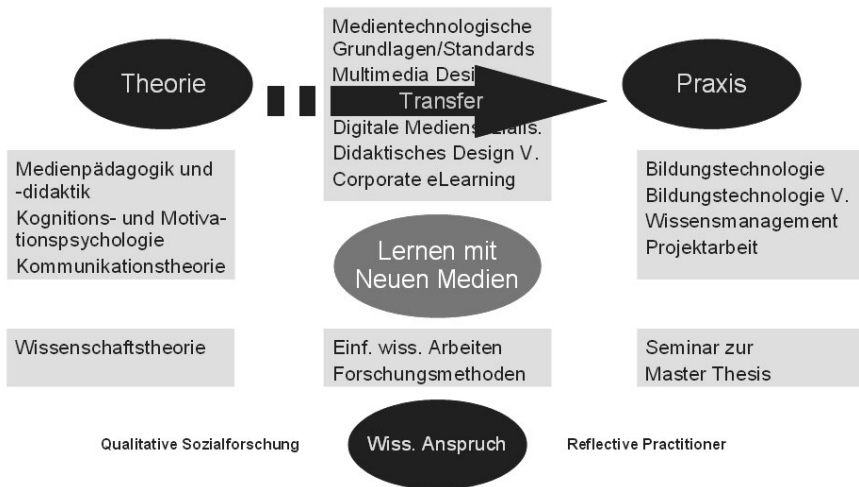 Theorie
Medienpädagogik und
-didaktik
Kognitions- und Motiva-
tionspsychologie
Kommunikationstheorie
Wissenschaftstheorie
Medientechnologische
Grundlagen/Standards
Multimedia
Transfer
Digitale
Didaktisches Design V.
Corporate eLearning
Lernen mit
Neuen Medien
Einf. wiss. Arbeiten
Forschungsmethoden
Praxis
Bildungstechnologie
Bildungstechnologie V.
Wissensmanagement
Projektarbeit
Seminar zur
Master Thesis
Qualitative Sozialforschung
Wiss. Anspruch
Reflective Practitioner